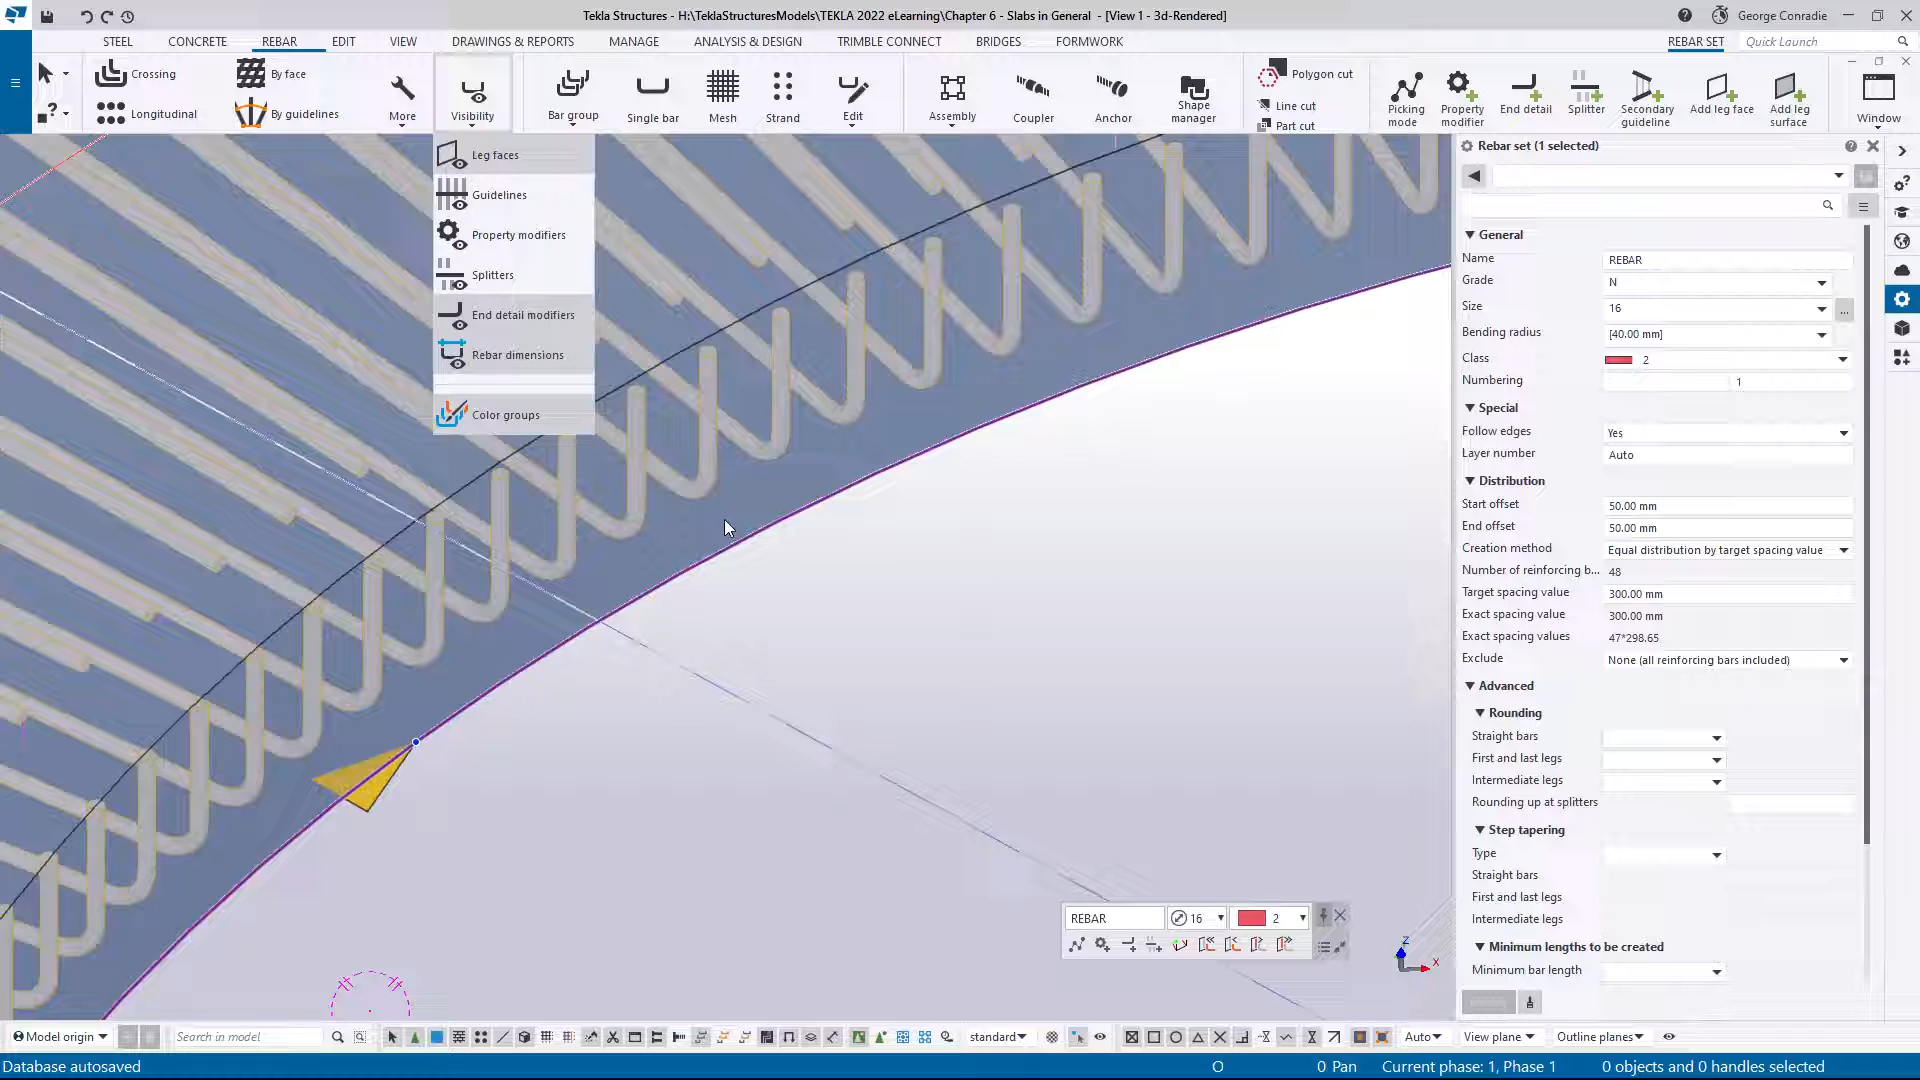 Tekla Structures - H:\TeklaStructuresModels\TEKLA 2022 eLearning\Chapter 6 - Slabs in General - [View 1 - 3d-Rendered]
George Conradie
STEEL CONCRETE REBAR EDIT VIEW DRAWINGS & REPORTS MANAGE ANALYSIS & DESIGN TRIMBLE CONNECT BRIDGES FORMWORK
REBAR SET
Quick Launch
Crossing
Longitudinal
By face
By guidelines
More
Visibility
Bar group
Single bar
Mesh
Strand
Edit
Assembly
Coupler
Anchor
Shape manager
Polygon cut
Line cut
Part cut
Picking mode
Property modifier
End detail
Splitter
Secondary guideline
Add leg face
Add leg surface
Window
Leg faces
Guidelines
Property modifiers
Splitters
End detail modifiers
Rebar dimensions
Color groups
Rebar set (1 selected)
General
Name REBAR
Grade N
Size 16 ...
Bending radius [40.00 mm]
Class 2
Numbering 1
Special
Follow edges Yes
Layer number Auto
Distribution
Start offset 50.00 mm
End offset 50.00 mm
Creation method Equal distribution by target spacing value
Number of reinforcing b... 48
Target spacing value 300.00 mm
Exact spacing value 300.00 mm
Exact spacing values 47*298.65
Exclude None (all reinforcing bars included)
Advanced
Rounding
Straight bars
First and last legs
Intermediate legs
Rounding up at splitters
Step tapering
Type
Straight bars
First and last legs
Intermediate legs
Minimum lengths to be created
Minimum bar length
REBAR 16 2
Z
X
Model origin
Search in model
standard
Auto
View plane
Outline planes
Database autosaved
O
0 Pan
Current phase: 1, Phase 1
0 objects and 0 handles selected